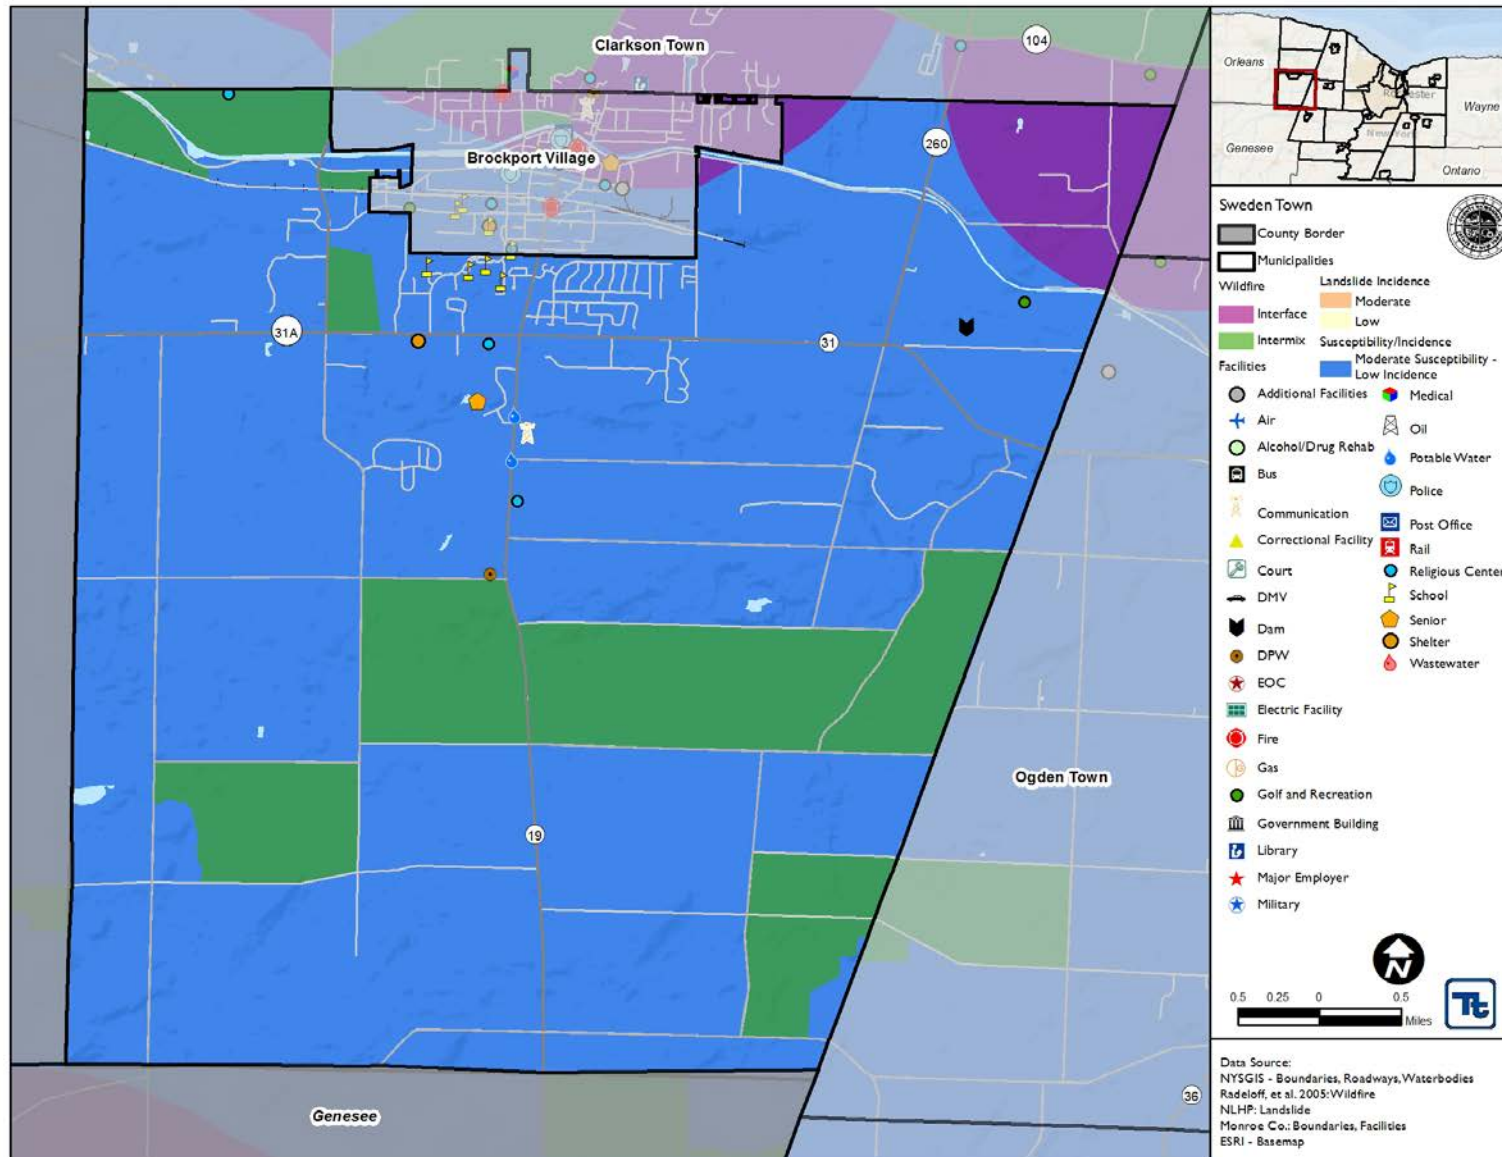 Clarkson Town
104
Brockport Village
260
31A
31
19
Ogden Town
Genesee
36
Orleans
Rochester
Wayne
New York
Genesee
Ontario
Sweden Town
County Border
Municipalities
Wildfire
Interface
Intermix
Landslide Incidence
Moderate
Low
Susceptibility/Incidence
Moderate Susceptibility -
Low Incidence
Facilities
Additional Facilities
Air
Alcohol/Drug Rehab
Bus
Communication
Correctional Facility
Court
DMV
Dam
DPW
EOC
Electric Facility
Fire
Gas
Golf and Recreation
Government Building
Library
Major Employer
Military
Medical
Oil
Potable Water
Police
Post Office
Rail
Religious Center
School
Senior
Shelter
Wastewater
N
0.5 0.25 0 0.5
Miles
Tt
Data Source:
NYSGIS - Boundaries, Roadways, Waterbodies
Radeloff, et al. 2005: Wildfire
NLHP: Landslide
Monroe Co.: Boundaries, Facilities
ESRI - Basemap